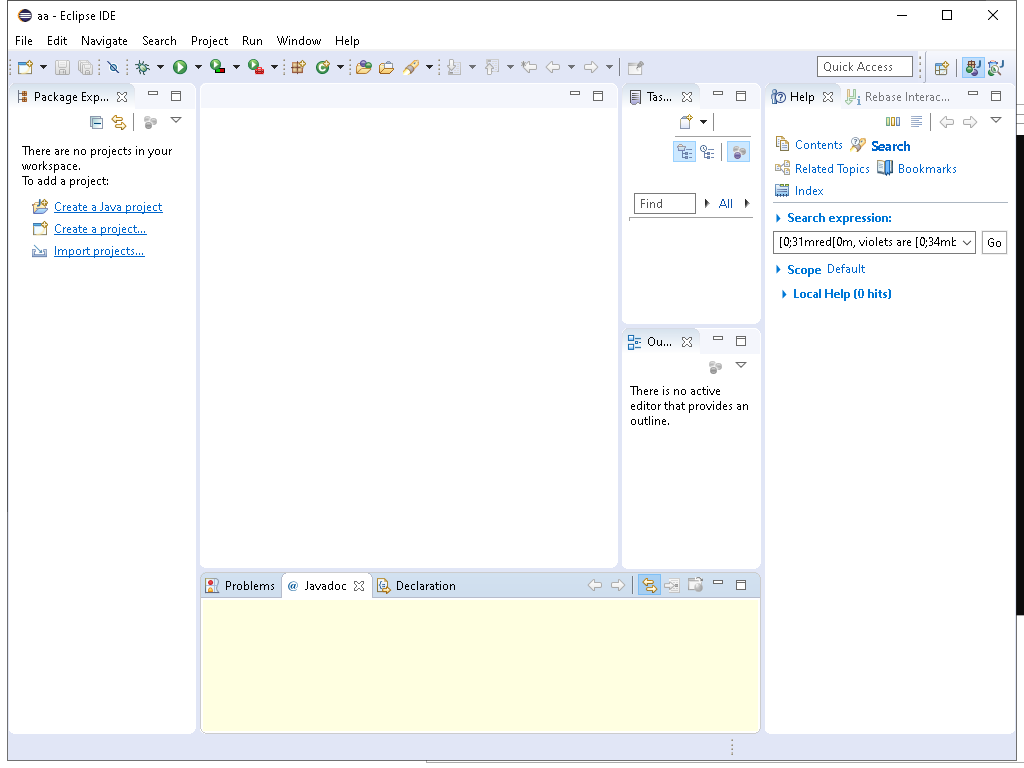 aa - Eclipse IDE
File Edit Navigate Search Project Run Window Help
Quick Access
Package Exp...
There are no projects in your
workspace.
To add a project:
Create a Java project
Create a project...
Import projects...
Tas...
Find
All
Ou...
There is no active
editor that provides an
outline.
Help Rebase Interac...
Contents Search
Related Topics Bookmarks
Index
Search expression:
[0;31mred[0m, violets are [0;34mb Go
Scope Default
Local Help (0 hits)
Problems @ Javadoc Declaration